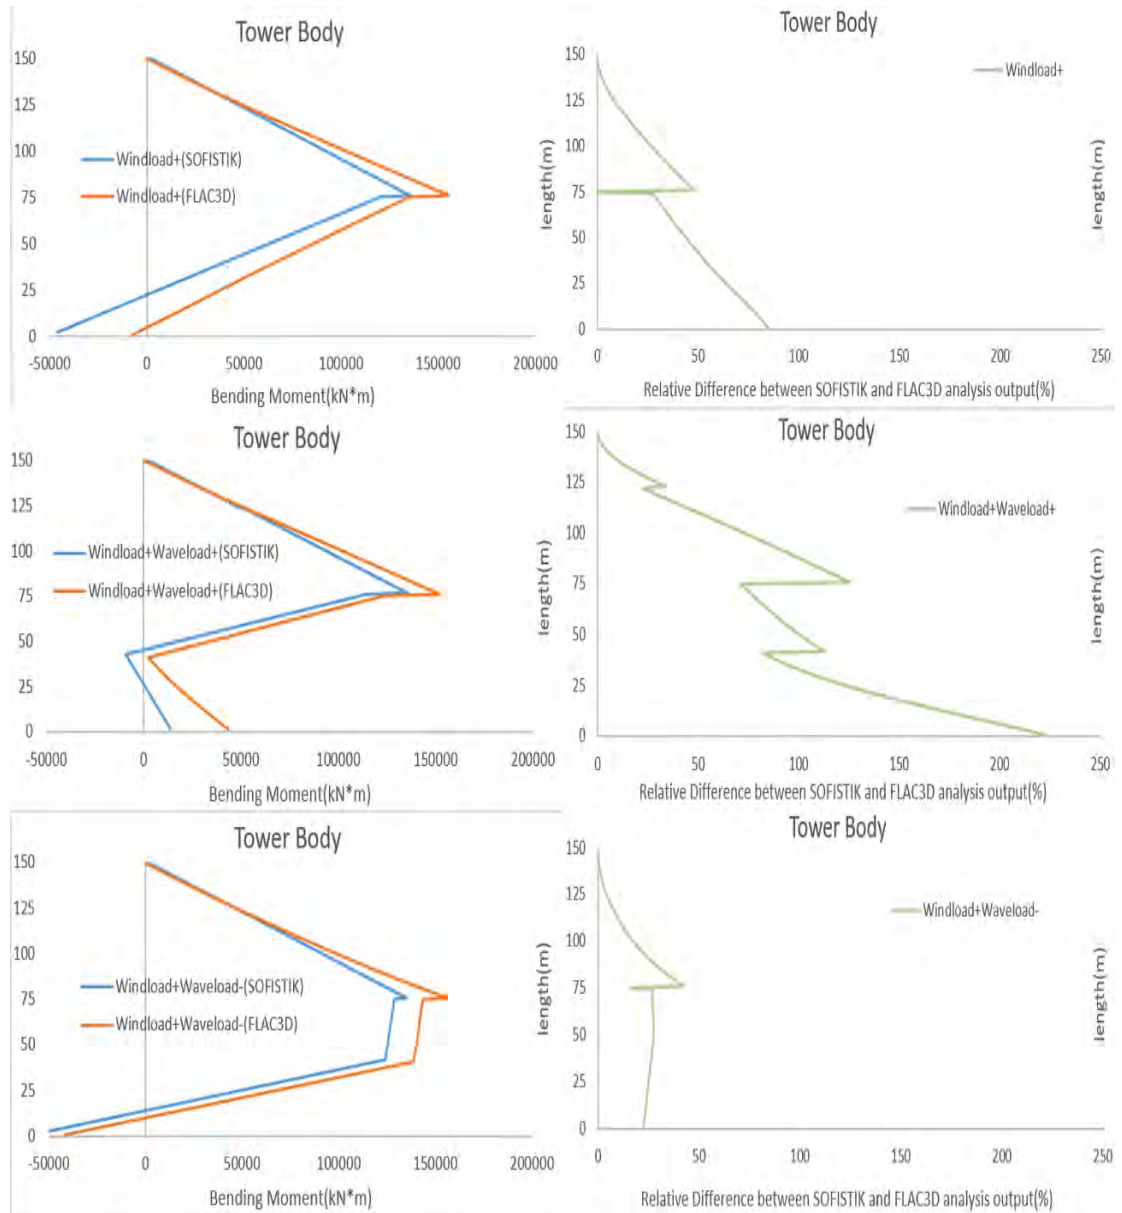 Tower Body
150
125
100
75
50
25
0
-50000 0 50000 100000 150000 200000
Bending Moment(kN*m)
Windload+(SOFISTIK)
Windload+(FLAC3D)
length(m)
Tower Body
150
125
100
75
50
25
0
0 50 100 150 200 250
Relative Difference between SOFISTIK and FLAC3D analysis output(%)
Windload+
length(m)
Tower Body
150
125
100
75
50
25
0
-50000 0 50000 100000 150000 200000
Bending Moment(kN*m)
Windload+Waveload+(SOFISTIK)
Windload+Waveload+(FLAC3D)
length(m)
Tower Body
150
125
100
75
50
25
0
0 50 100 150 200 250
Relative Difference between SOFISTIK and FLAC3D analysis output(%)
Windload+Waveload+
length(m)
Tower Body
150
125
100
75
50
25
0
-50000 0 50000 100000 150000 200000
Bending Moment(kN*m)
Windload+Waveload-(SOFISTIK)
Windload+Waveload-(FLAC3D)
length(m)
Tower Body
150
125
100
75
50
25
0
0 50 100 150 200 250
Relative Difference between SOFISTIK and FLAC3D analysis output(%)
Windload+Waveload-
length(m)